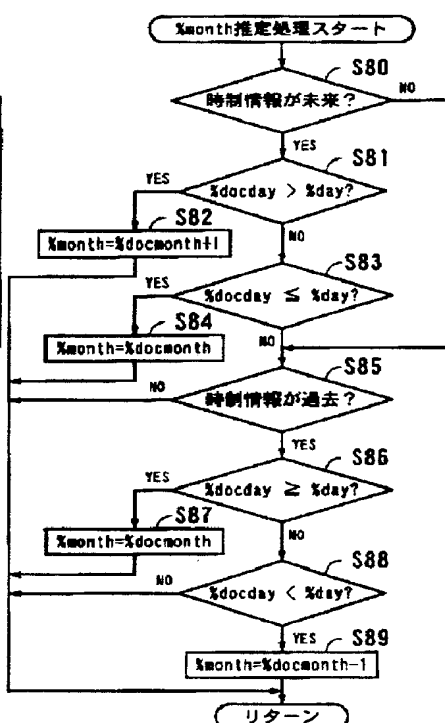 %month推定処理スタート
S80
時制情報が未来?
NO
YES
S81
%docday > %day?
YES
NO
S82
%month=%docmonth+1
S83
%docday ≦ %day?
YES
NO
S84
%month=%docmonth
S85
時制情報が過去?
NO
YES
S86
%docday ≧ %day?
YES
NO
S87
%month=%docmonth
S88
%docday < %day?
NO
YES
S89
%month=%docmonth-1
リターン